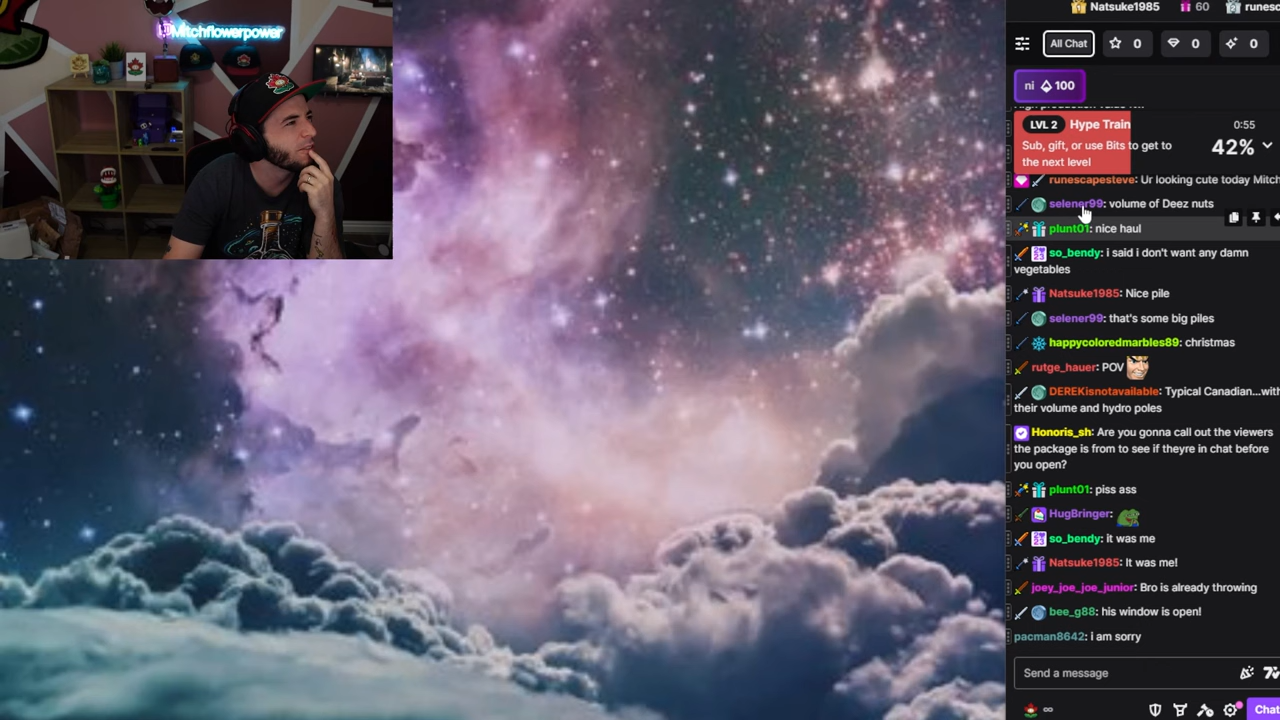 Mitchflowerpower
Natsuke1985 60 runesc
All Chat 0 0 0
ni 100
LVL 2 Hype Train 0:55
Sub, gift, or use Bits to get to
the next level
42%
runescapesteve: Ur looking cute today Mitch
selener99: volume of Deez nuts
plunt01: nice haul
so_bendy: i said i don't want any damn
vegetables
Natsuke1985: Nice pile
selener99: that's some big piles
happycoloredmarbles89: christmas
rutge_hauer: POV
DEREKisnotavailable: Typical Canadian...with
their volume and hydro poles
Honoris_sh: Are you gonna call out the viewers
the package is from to see if theyre in chat before
you open?
plunt01: piss ass
HugBringer:
so_bendy: it was me
Natsuke1985: It was me!
joey_joe_joe_junior: Bro is already throwing
bee_g88: his window is open!
pacman8642: i am sorry
Send a message
Chat